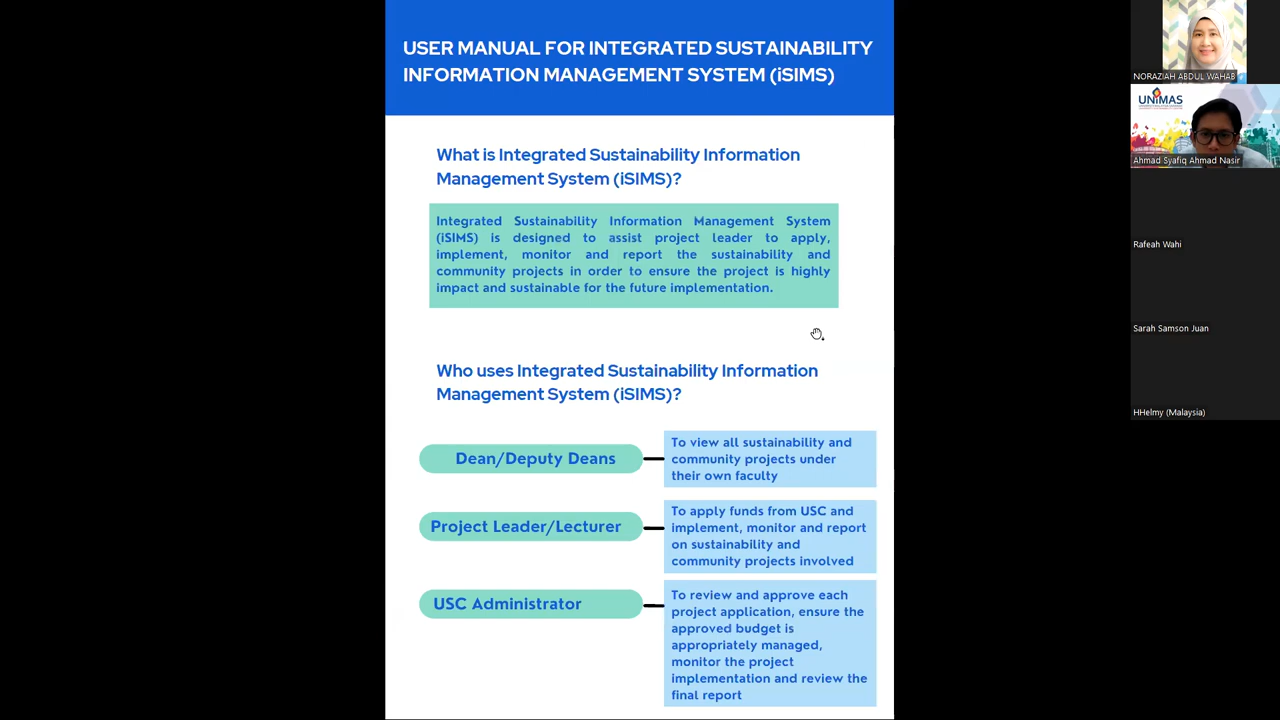 USER MANUAL FOR INTEGRATED SUSTAINABILITY
INFORMATION MANAGEMENT SYSTEM (iSIMS)
What is Integrated Sustainability Information
Management System (iSIMS)?
Integrated Sustainability Information Management System
(iSIMS) is designed to assist project leader to apply,
implement, monitor and report the sustainability and
community projects in order to ensure the project is highly
impact and sustainable for the future implementation.
Who uses Integrated Sustainability Information
Management System (iSIMS)?
Dean/Deputy Deans
To view all sustainability and
community projects under
their own faculty
Project Leader/Lecturer
To apply funds from USC and
implement, monitor and report
on sustainability and
community projects involved
USC Administrator
To review and approve each
project application, ensure the
approved budget is
appropriately managed,
monitor the project
implementation and review the
final report
NORAZIAH ABDUL WAHAB
UNIMAS
Ahmad Syafiq Ahmad Nasir
Rafeah Wahi
Sarah Samson Juan
HHelmy (Malaysia)